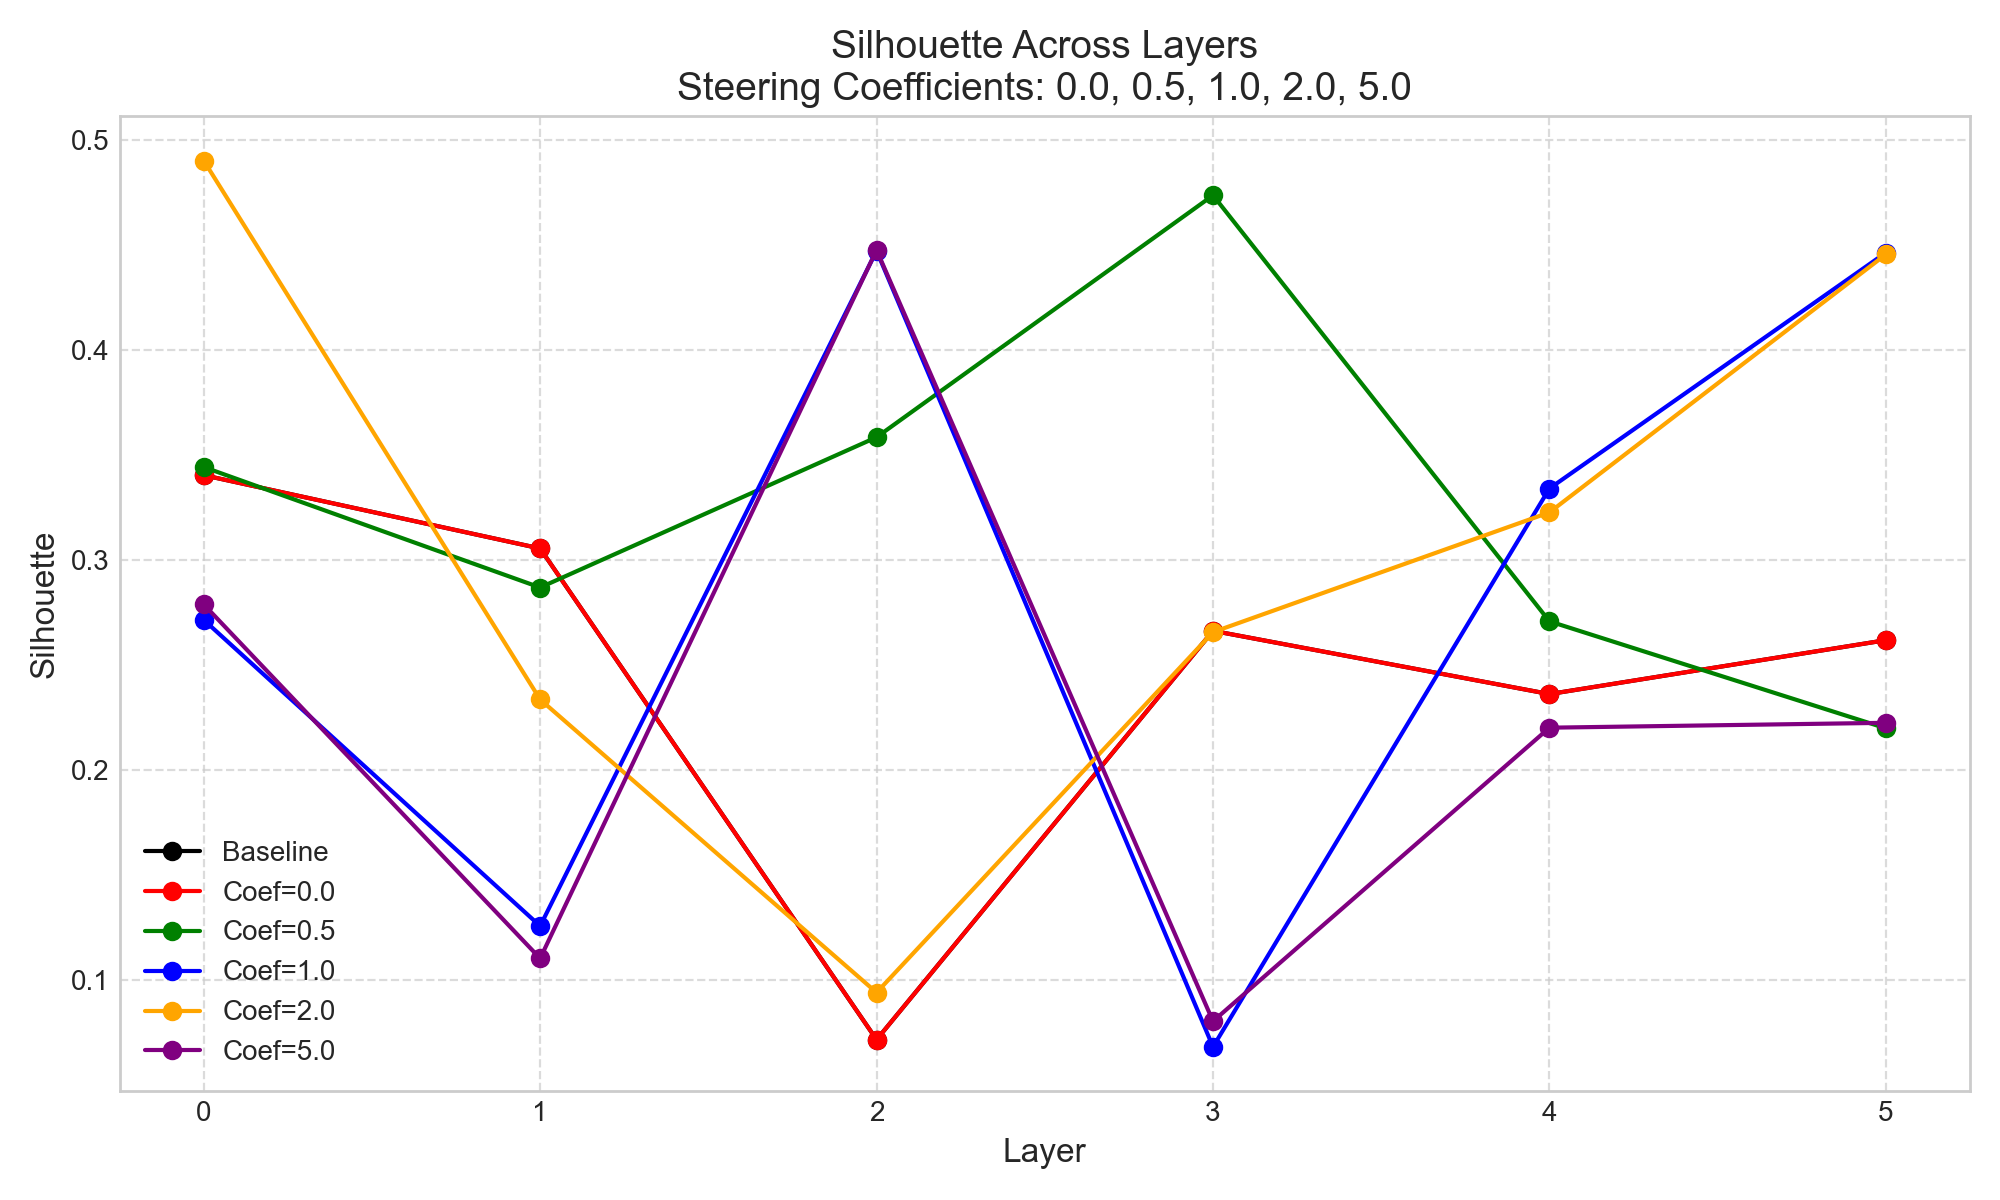 Silhouette Across Layers
Steering Coefficients: 0.0, 0.5, 1.0, 2.0, 5.0
Silhouette
0.5
0.4
0.3
0.2
0.1
Baseline
Coef=0.0
Coef=0.5
Coef=1.0
Coef=2.0
Coef=5.0
0 1 2 3 4 5
Layer